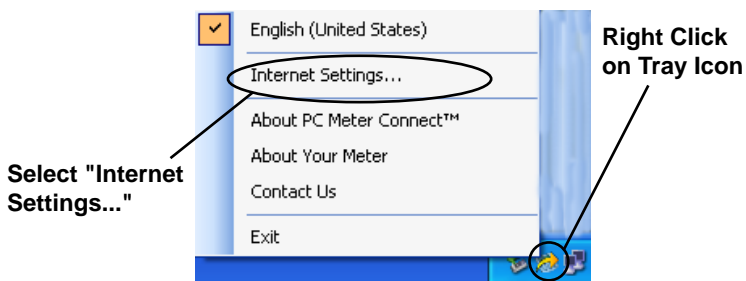 English (United States)
Right Click
on Tray Icon
Internet Settings...
About PC Meter Connect™
About Your Meter
Select "Internet
Settings..."
Contact Us
Exit